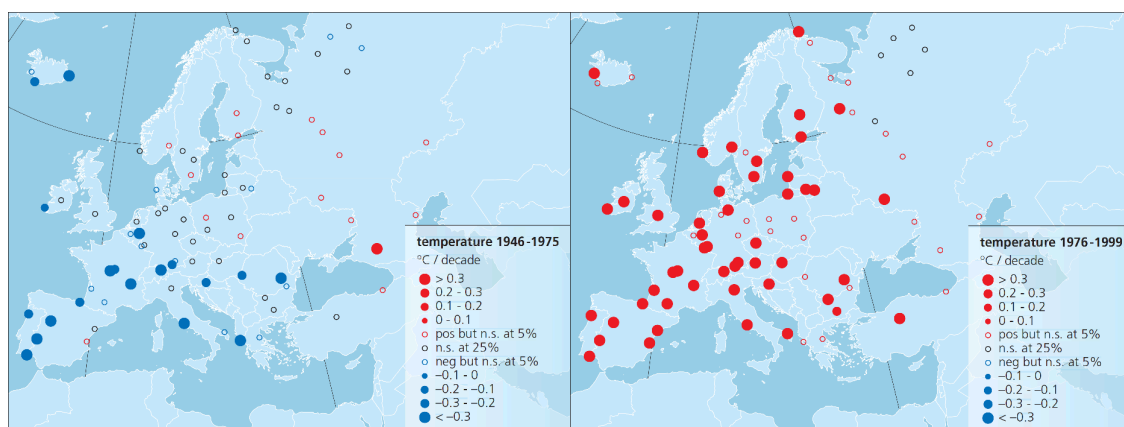 temperature 1946-1975
°C / decade
> 0.3
0.2 - 0.3
0.1 - 0.2
0 - 0.1
pos but n.s. at 5%
n.s. at 25%
neg but n.s. at 5%
−0.1 - 0
−0.2 - −0.1
−0.3 - −0.2
< −0.3
temperature 1976-1999
°C / decade
> 0.3
0.2 - 0.3
0.1 - 0.2
0 - 0.1
pos but n.s. at 5%
n.s. at 25%
neg but n.s. at 5%
−0.1 - 0
−0.2 - −0.1
−0.3 - −0.2
< −0.3